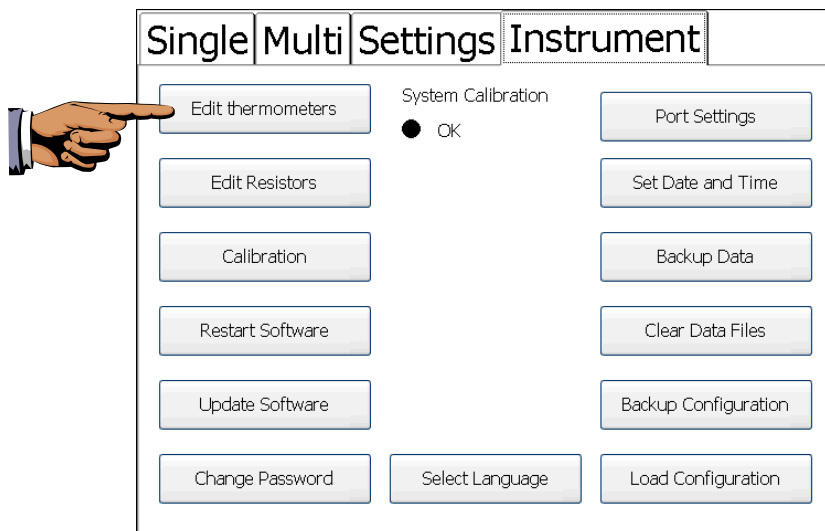 Single Multi Settings Instrument
Edit thermometers
System Calibration
OK
Port Settings
Edit Resistors
Set Date and Time
Calibration
Backup Data
Restart Software
Clear Data Files
Update Software
Backup Configuration
Change Password
Select Language
Load Configuration